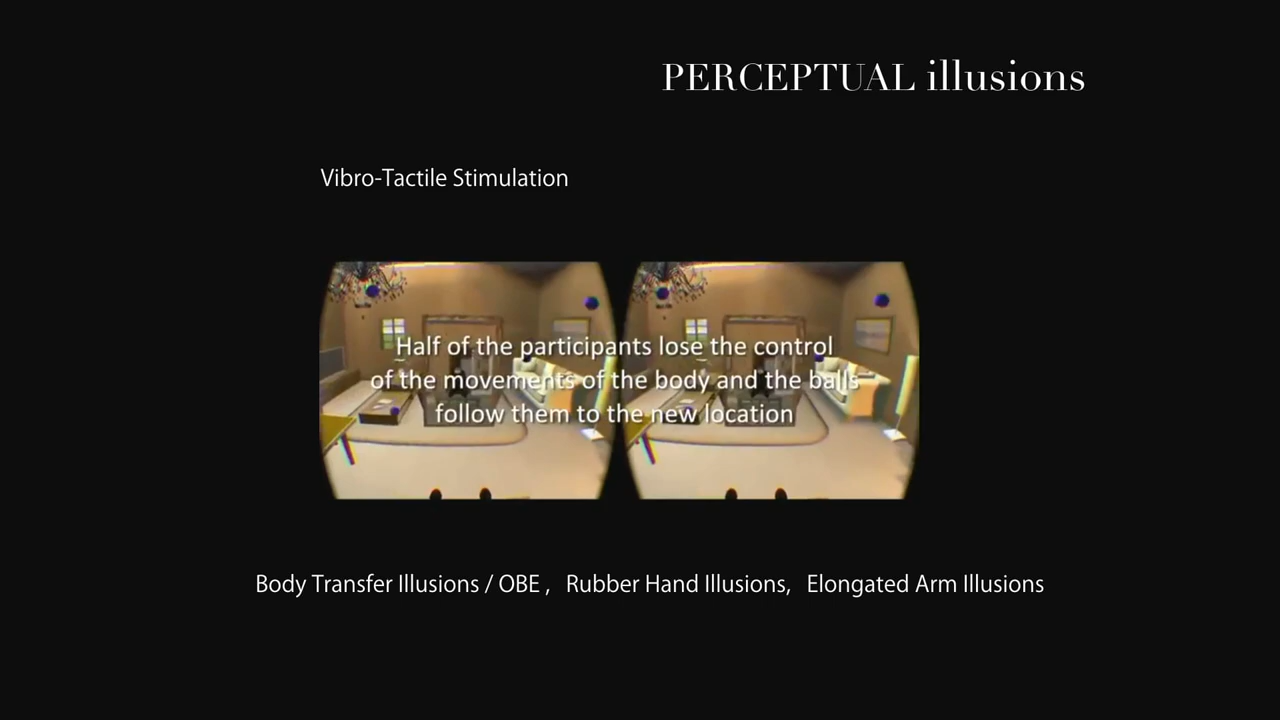 PERCEPTUAL illusions
Vibro-Tactile Stimulation
Half of the participants lose the control
of the movements of the body and the balls
follow them to the new location
Body Transfer Illusions / OBE , Rubber Hand Illusions, Elongated Arm Illusions